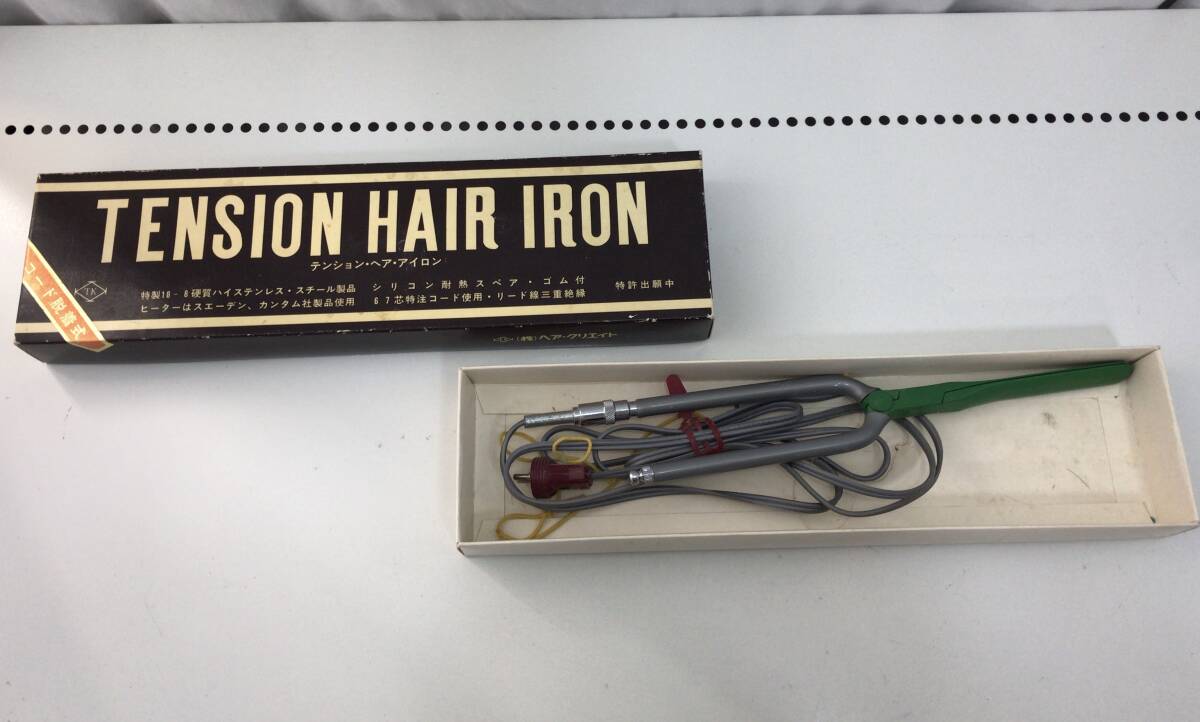 TENSION HAIR IRON
テンション・ヘア・アイロン
コード脱着式
TK
特製18-8硬質ハイステンレス・スチール製品
シリコン耐熱スペア・ゴム付
特許出願中
ヒーターはスエーデン、カンタム社製品使用
67芯特注コード使用・リード線三重絶縁
(株)ヘア・クリエイト